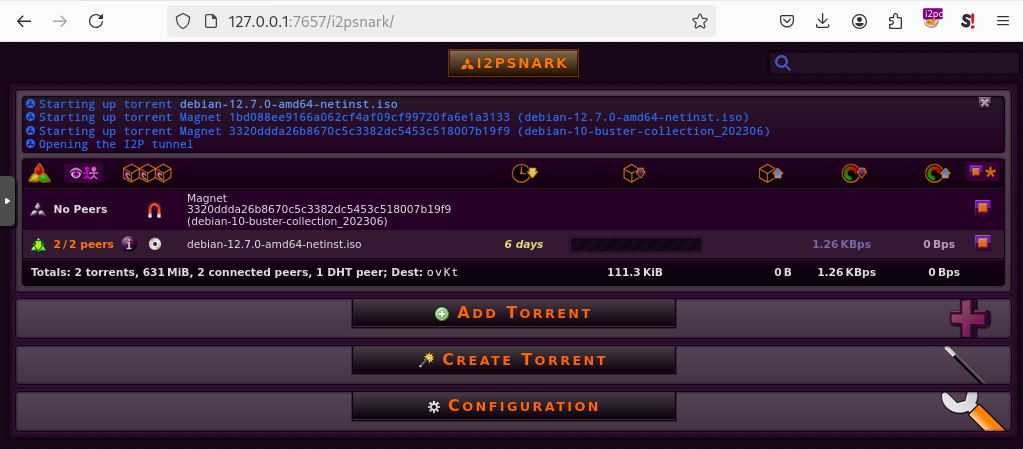 127.0.0.1:7657/i2psnark/
i2pd
S!
I2PSNARK
Starting up torrent debian-12.7.0-amd64-netinst.iso
Starting up torrent Magnet 1bd088ee9166a062cf4af09cf99720fa6e1a3133 (debian-12.7.0-amd64-netinst.iso)
Starting up torrent Magnet 3320ddda26b8670c5c3382dc5453c518007b19f9 (debian-10-buster-collection_202306)
Opening the I2P tunnel
No Peers
Magnet
3320ddda26b8670c5c3382dc5453c518007b19f9
(debian-10-buster-collection_202306)
2/2 peers debian-12.7.0-amd64-netinst.iso 6 days 1.26 KBps 0 Bps
Totals: 2 torrents, 631 MiB, 2 connected peers, 1 DHT peer; Dest: ovKt 111.3 KiB 0 B 1.26 KBps 0 Bps
Add Torrent
Create Torrent
Configuration